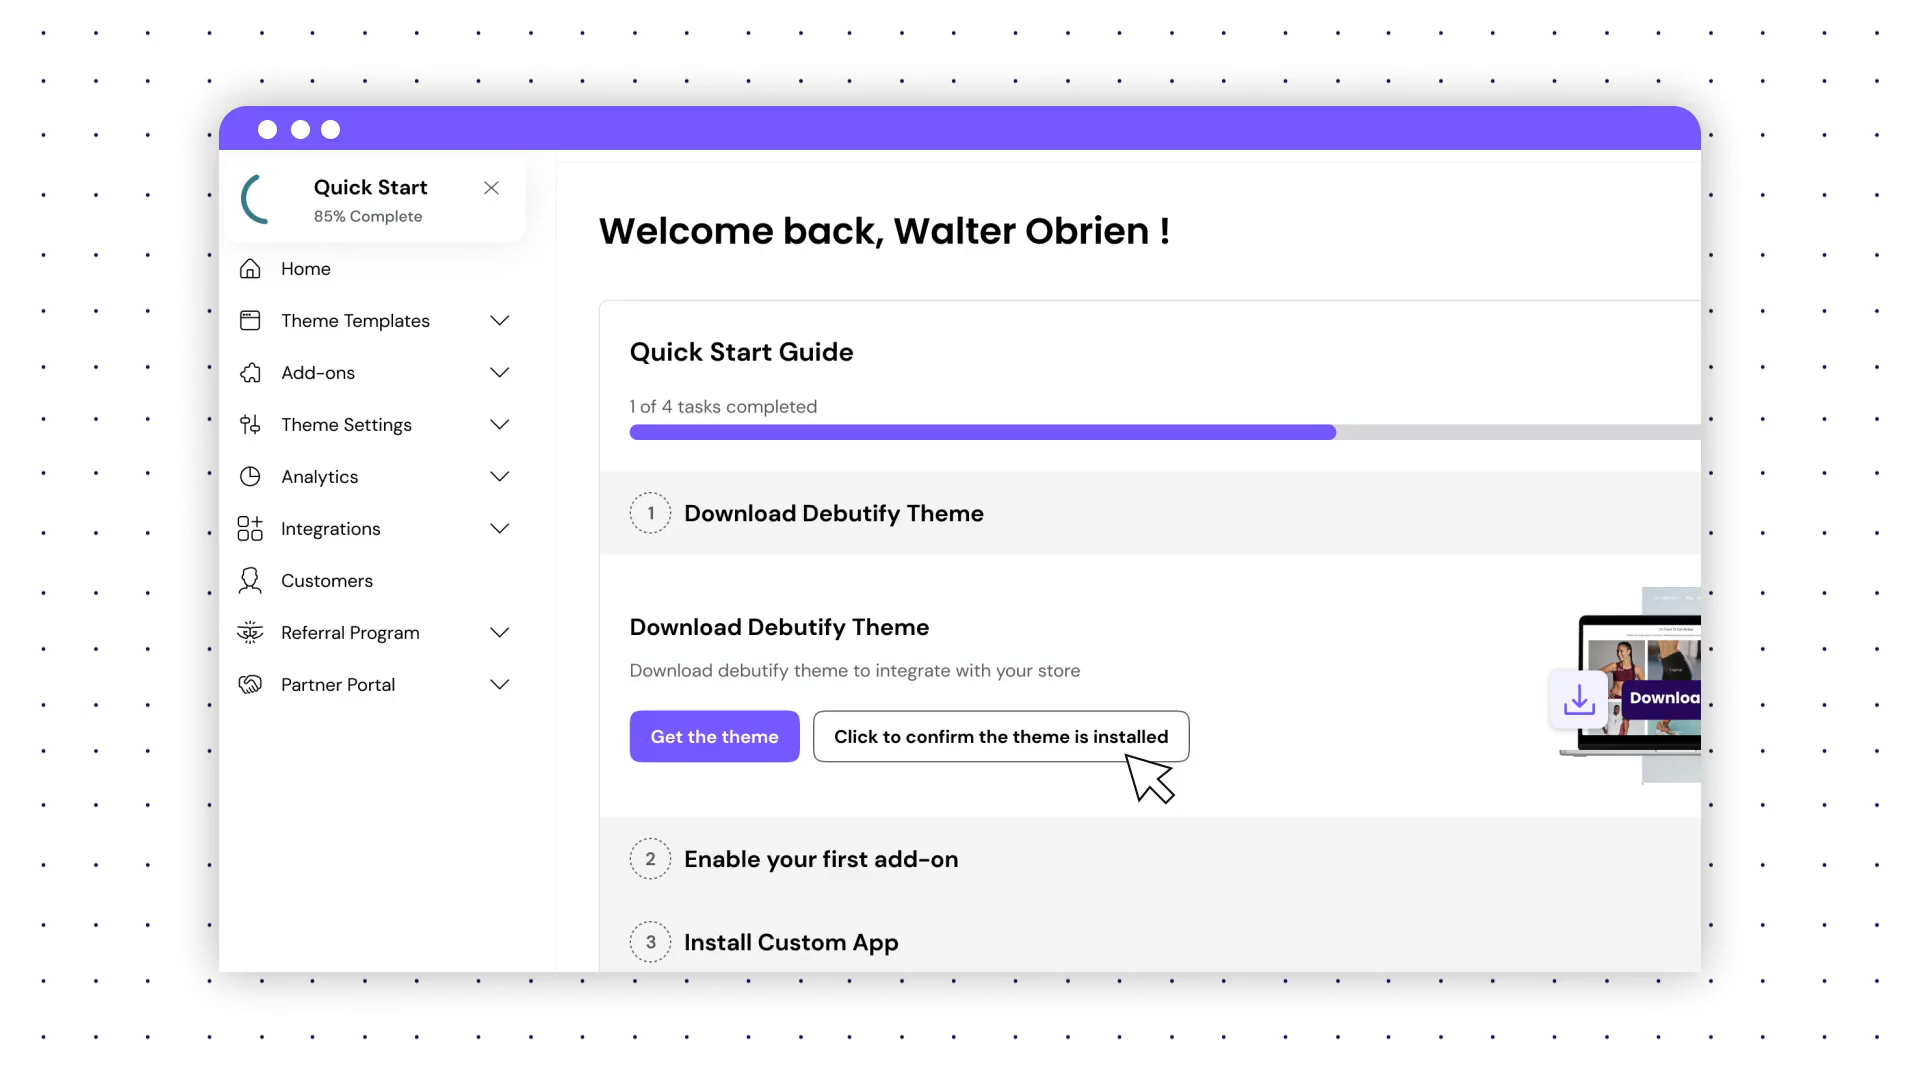 Quick Start
85% Complete
Home
Theme Templates
Add-ons
Theme Settings
Analytics
Integrations
Customers
Referral Program
Partner Portal
Welcome back, Walter Obrien !
Quick Start Guide
1 of 4 tasks completed
1 Download Debutify Theme
Download Debutify Theme
Download debutify theme to integrate with your store
Get the theme
Click to confirm the theme is installed
Downloa
2 Enable your first add-on
3 Install Custom App